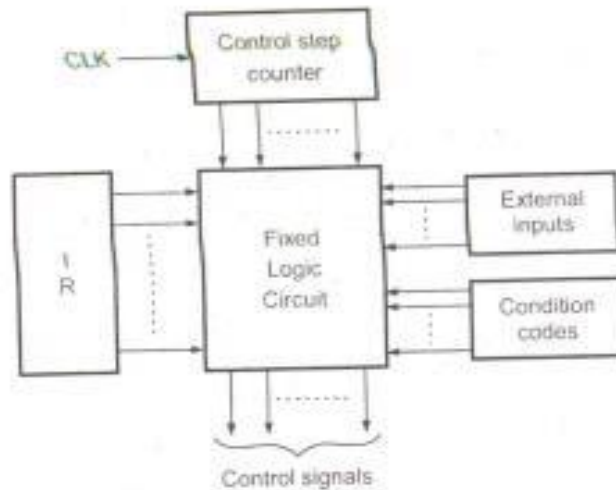 CLK
Control step
counter
I
R
Fixed
Logic
Circuit
External
Inputs
Condition
codes
Control signals